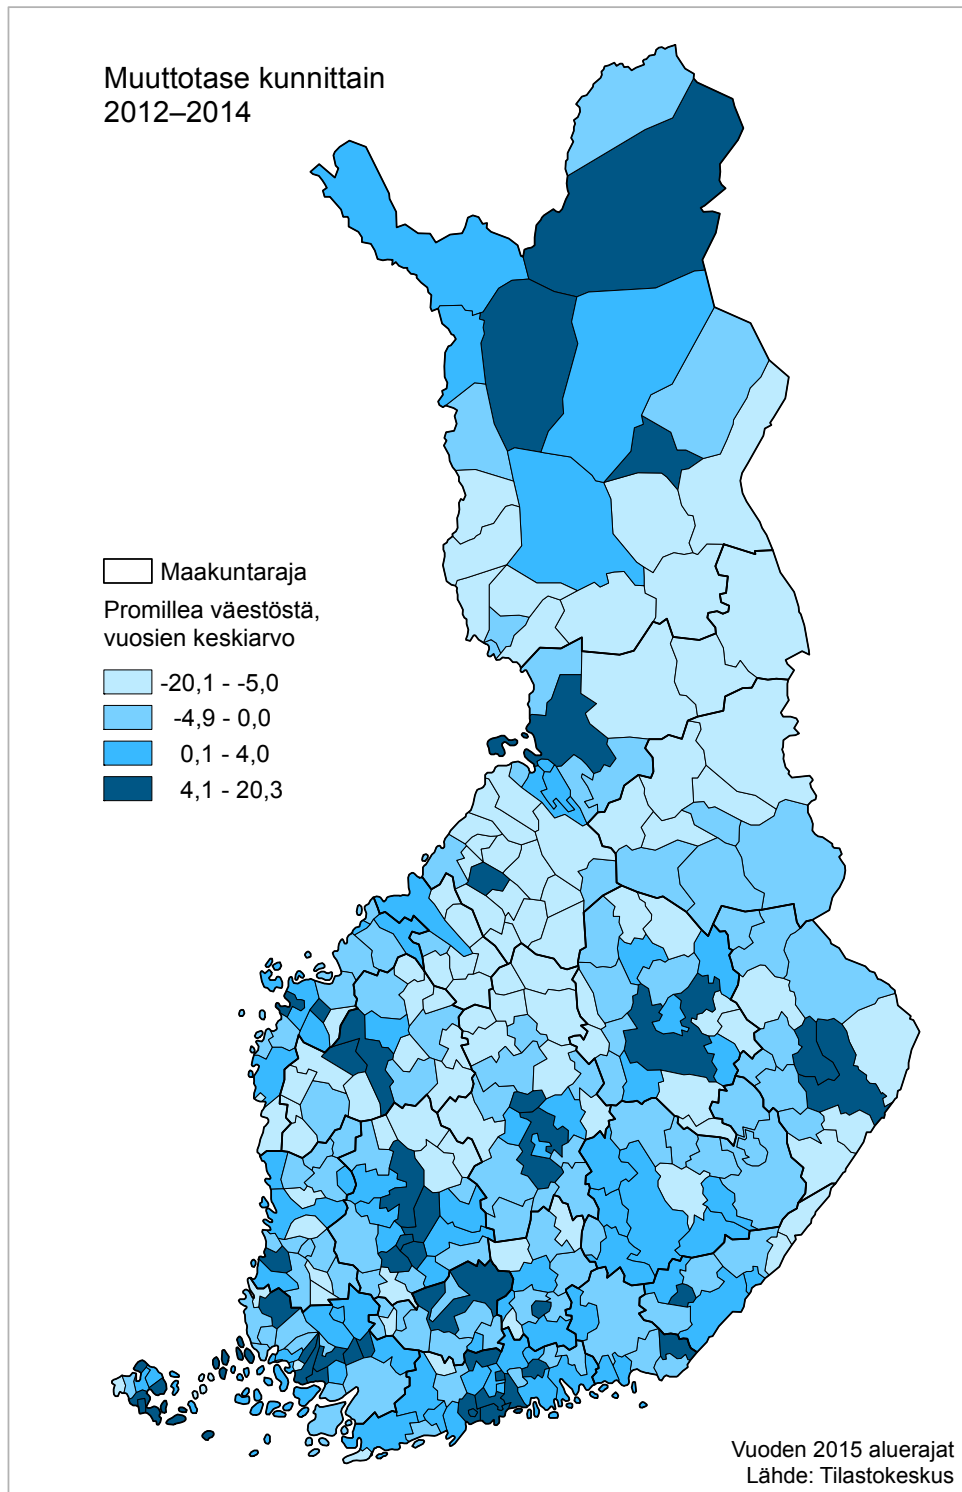 Muuttotase kunnittain
2012–2014
Maakuntaraja
Promillea väestöstä,
vuosien keskiarvo
-20,1 - -5,0
-4,9 - 0,0
0,1 - 4,0
4,1 - 20,3
Vuoden 2015 aluerajat
Lähde: Tilastokeskus